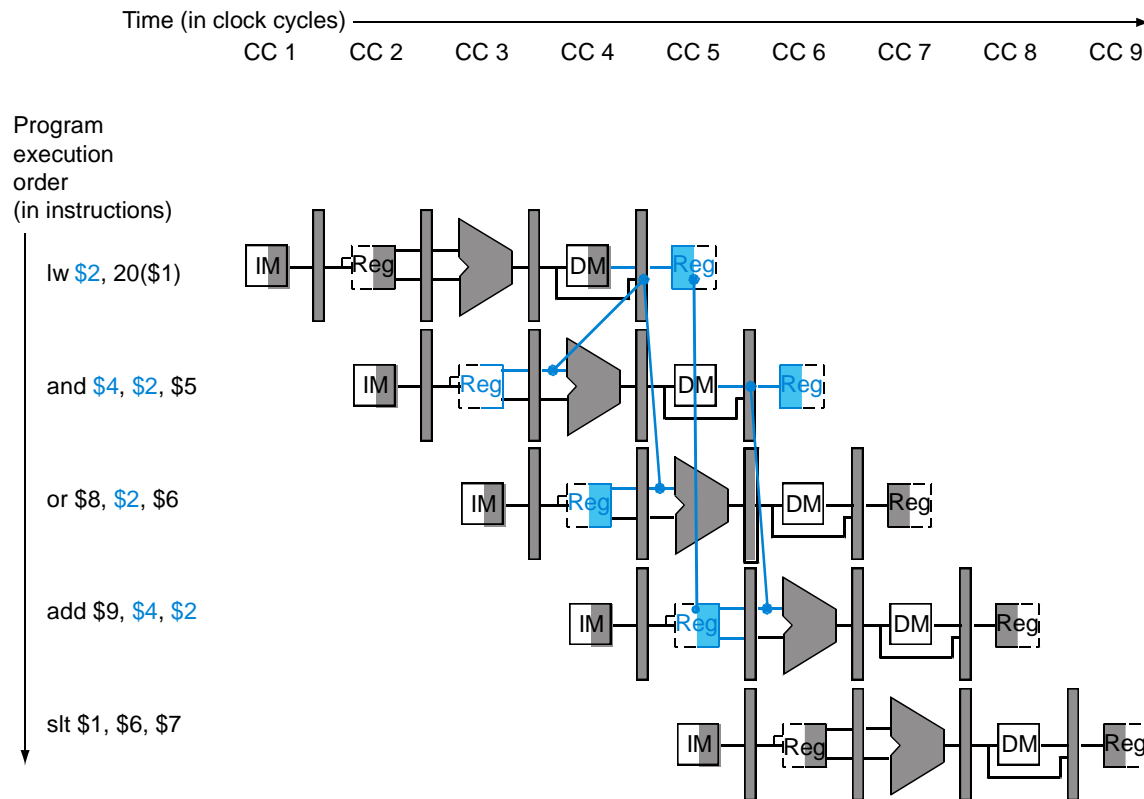 Time (in clock cycles)
CC 1 CC 2 CC 3 CC 4 CC 5 CC 6 CC 7 CC 8 CC 9
Program
execution
order
(in instructions)
lw $2, 20($1)
IM Reg DM Reg
and $4, $2, $5
IM Reg DM Reg
or $8, $2, $6
IM Reg DM Reg
add $9, $4, $2
IM Reg DM Reg
slt $1, $6, $7
IM Reg DM Reg